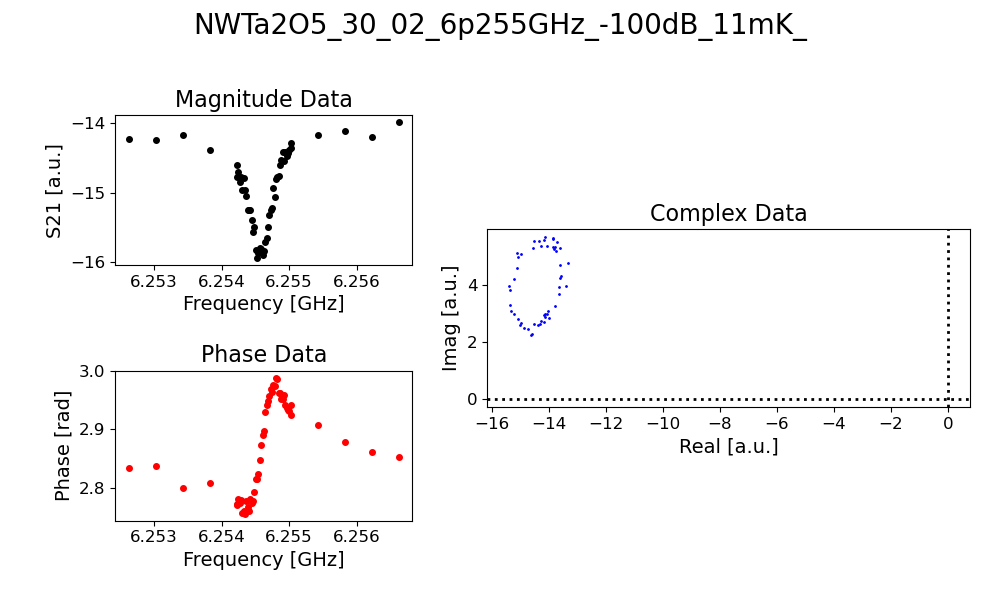 NWTa2O5_30_02_6p255GHz_-100dB_11mK_
Magnitude Data
−14
−15
−16
S21 [a.u.]
6.253 6.254 6.255 6.256
Frequency [GHz]
Phase Data
3.0
2.9
2.8
Phase [rad]
6.253 6.254 6.255 6.256
Frequency [GHz]
Complex Data
4
2
0
Imag [a.u.]
−16 −14 −12 −10 −8 −6 −4 −2 0
Real [a.u.]